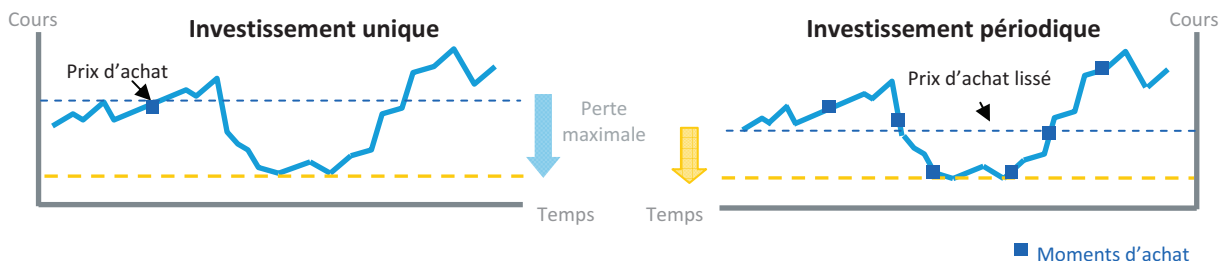 Cours
Investissement unique
Prix d'achat
Perte
maximale
Temps
Investissement périodique
Cours
Prix d'achat lissé
Temps
Moments d'achat